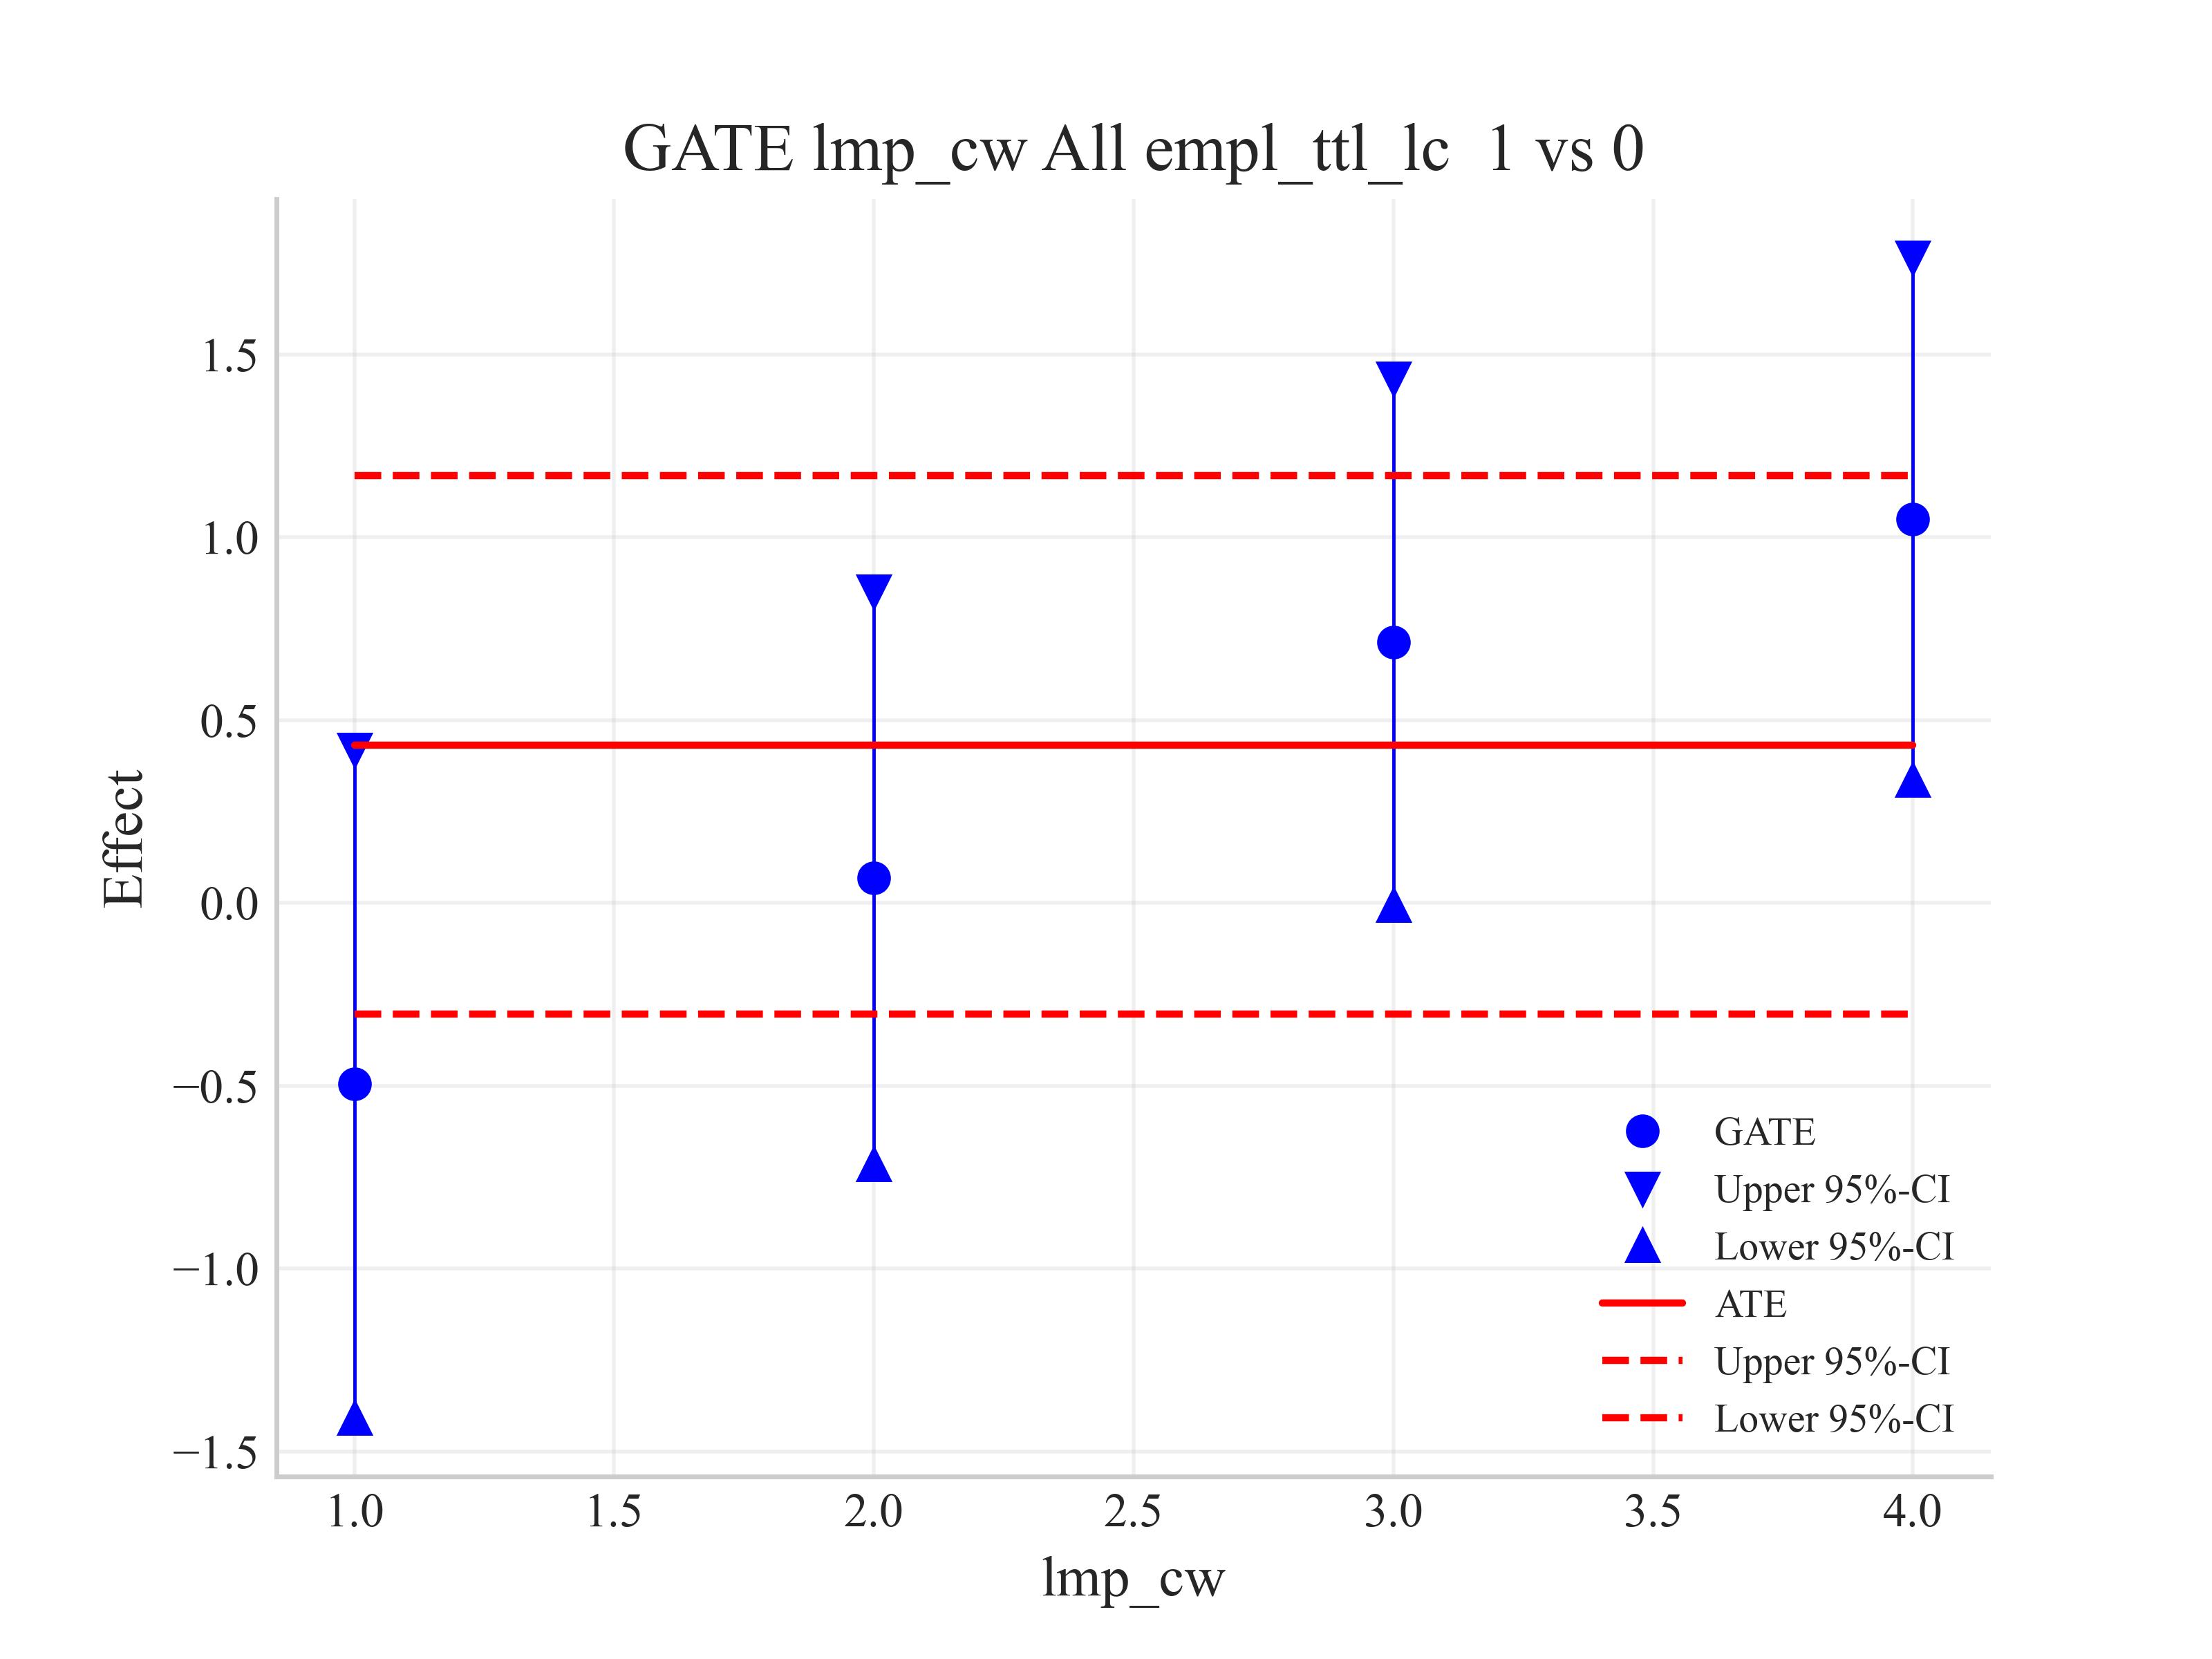 GATE lmp_cw All empl_ttl_lc  1 vs 0
Effect
1.5
1.0
0.5
0.0
−0.5
−1.0
−1.5
GATE
Upper 95%-CI
Lower 95%-CI
ATE
Upper 95%-CI
Lower 95%-CI
1.0 1.5 2.0 2.5 3.0 3.5 4.0
lmp_cw